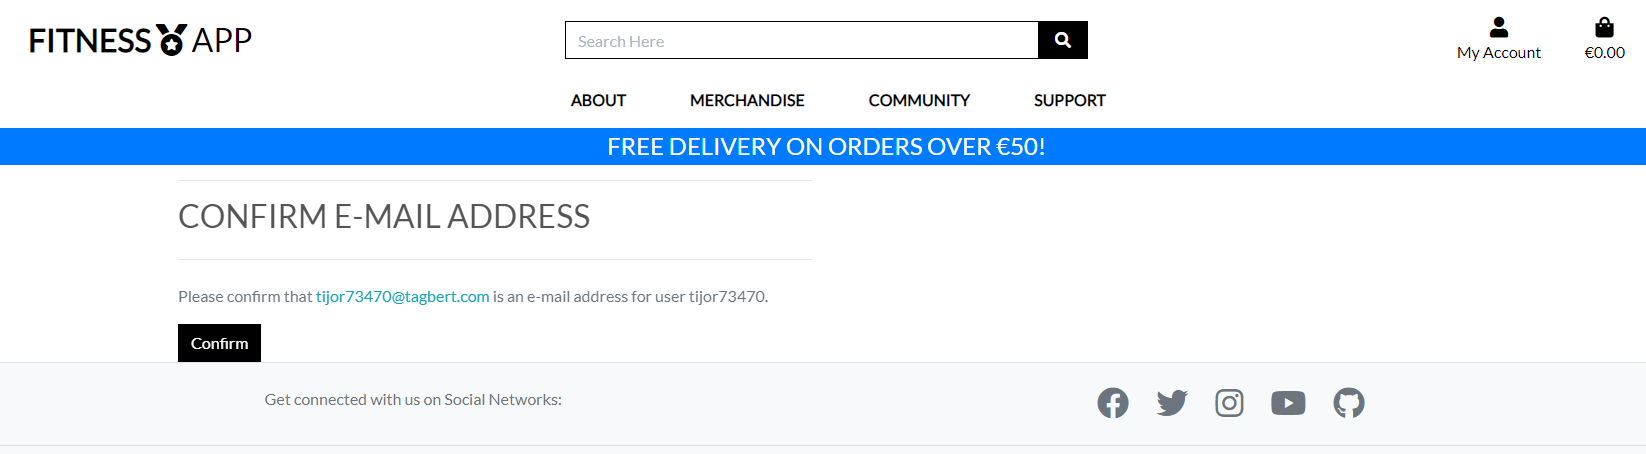 FITNESS APP
Search Here
My Account
€0.00
ABOUT MERCHANDISE COMMUNITY SUPPORT
FREE DELIVERY ON ORDERS OVER €50!
CONFIRM E-MAIL ADDRESS
Please confirm that tijor73470@tagbert.com is an e-mail address for user tijor73470.
Confirm
Get connected with us on Social Networks: